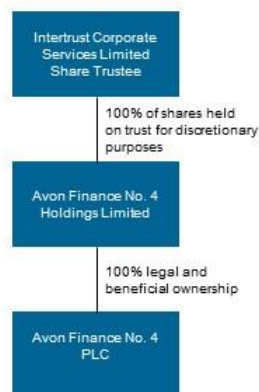 Intertrust Corporate
Services Limited
Share Trustee
100% of shares held
on trust for discretionary
purposes
Avon Finance No. 4
Holdings Limited
100% legal and
beneficial ownership
Avon Finance No. 4
PLC